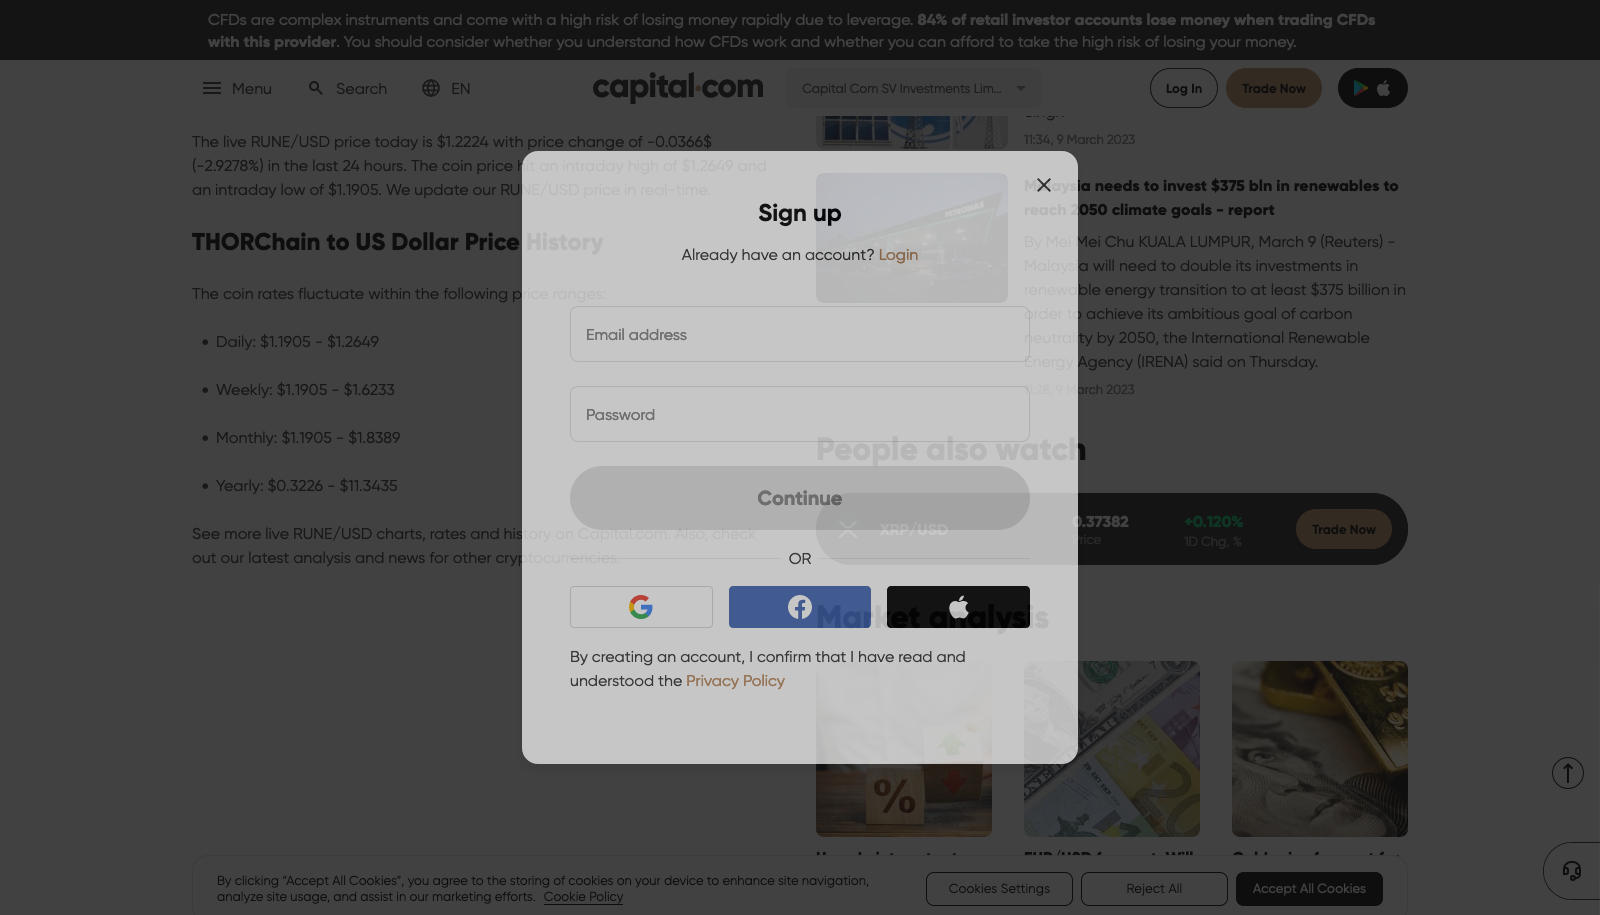 CFDs are complex instruments and come with a high risk of losing money rapidly due to leverage. 84% of retail investor accounts lose money when trading CFDs
with this provider. You should consider whether you understand how CFDs work and whether you can afford to take the high risk of losing your money.
Menu
Search
EN
capital.com
Capital Com SV Investments Lim...
Log In
Trade Now
The live RUNE/USD price today is $1.2224 with price change of -0.0366$
(-2.9278%) in the last 24 hours. The coin price hit an intraday high of $1.2649 and
an intraday low of $1.1905. We update our RUNE/USD price in real-time.
THORChain to US Dollar Price History
The coin rates fluctuate within the following price ranges:
Daily: $1.1905 - $1.2649
Weekly: $1.1905 - $1.6233
Monthly: $1.1905 - $1.8389
Yearly: $0.3226 - $11.3435
See more live RUNE/USD charts, rates and history on Capital.com. Also, check
out our latest analysis and news for other cryptocurrencies.
11:34, 9 March 2023
PETRONAS
Malaysia needs to invest $375 bln in renewables to
reach 2050 climate goals - report
By Mei Mei Chu KUALA LUMPUR, March 9 (Reuters) -
Malaysia will need to double its investments in
renewable energy transition to at least $375 billion in
order to achieve its ambitious goal of carbon
neutrality by 2050, the International Renewable
Energy Agency (IRENA) said on Thursday.
11:28, 9 March 2023
People also watch
XRP/USD
0.37382
Price
+0.120%
1D Chg, %
Trade Now
Market analysis
%
Sign up
Already have an account? Login
Email address
Password
Continue
OR
By creating an account, I confirm that I have read and
understood the Privacy Policy
By clicking “Accept All Cookies”, you agree to the storing of cookies on your device to enhance site navigation,
analyze site usage, and assist in our marketing efforts. Cookie Policy
Cookies Settings
Reject All
Accept All Cookies